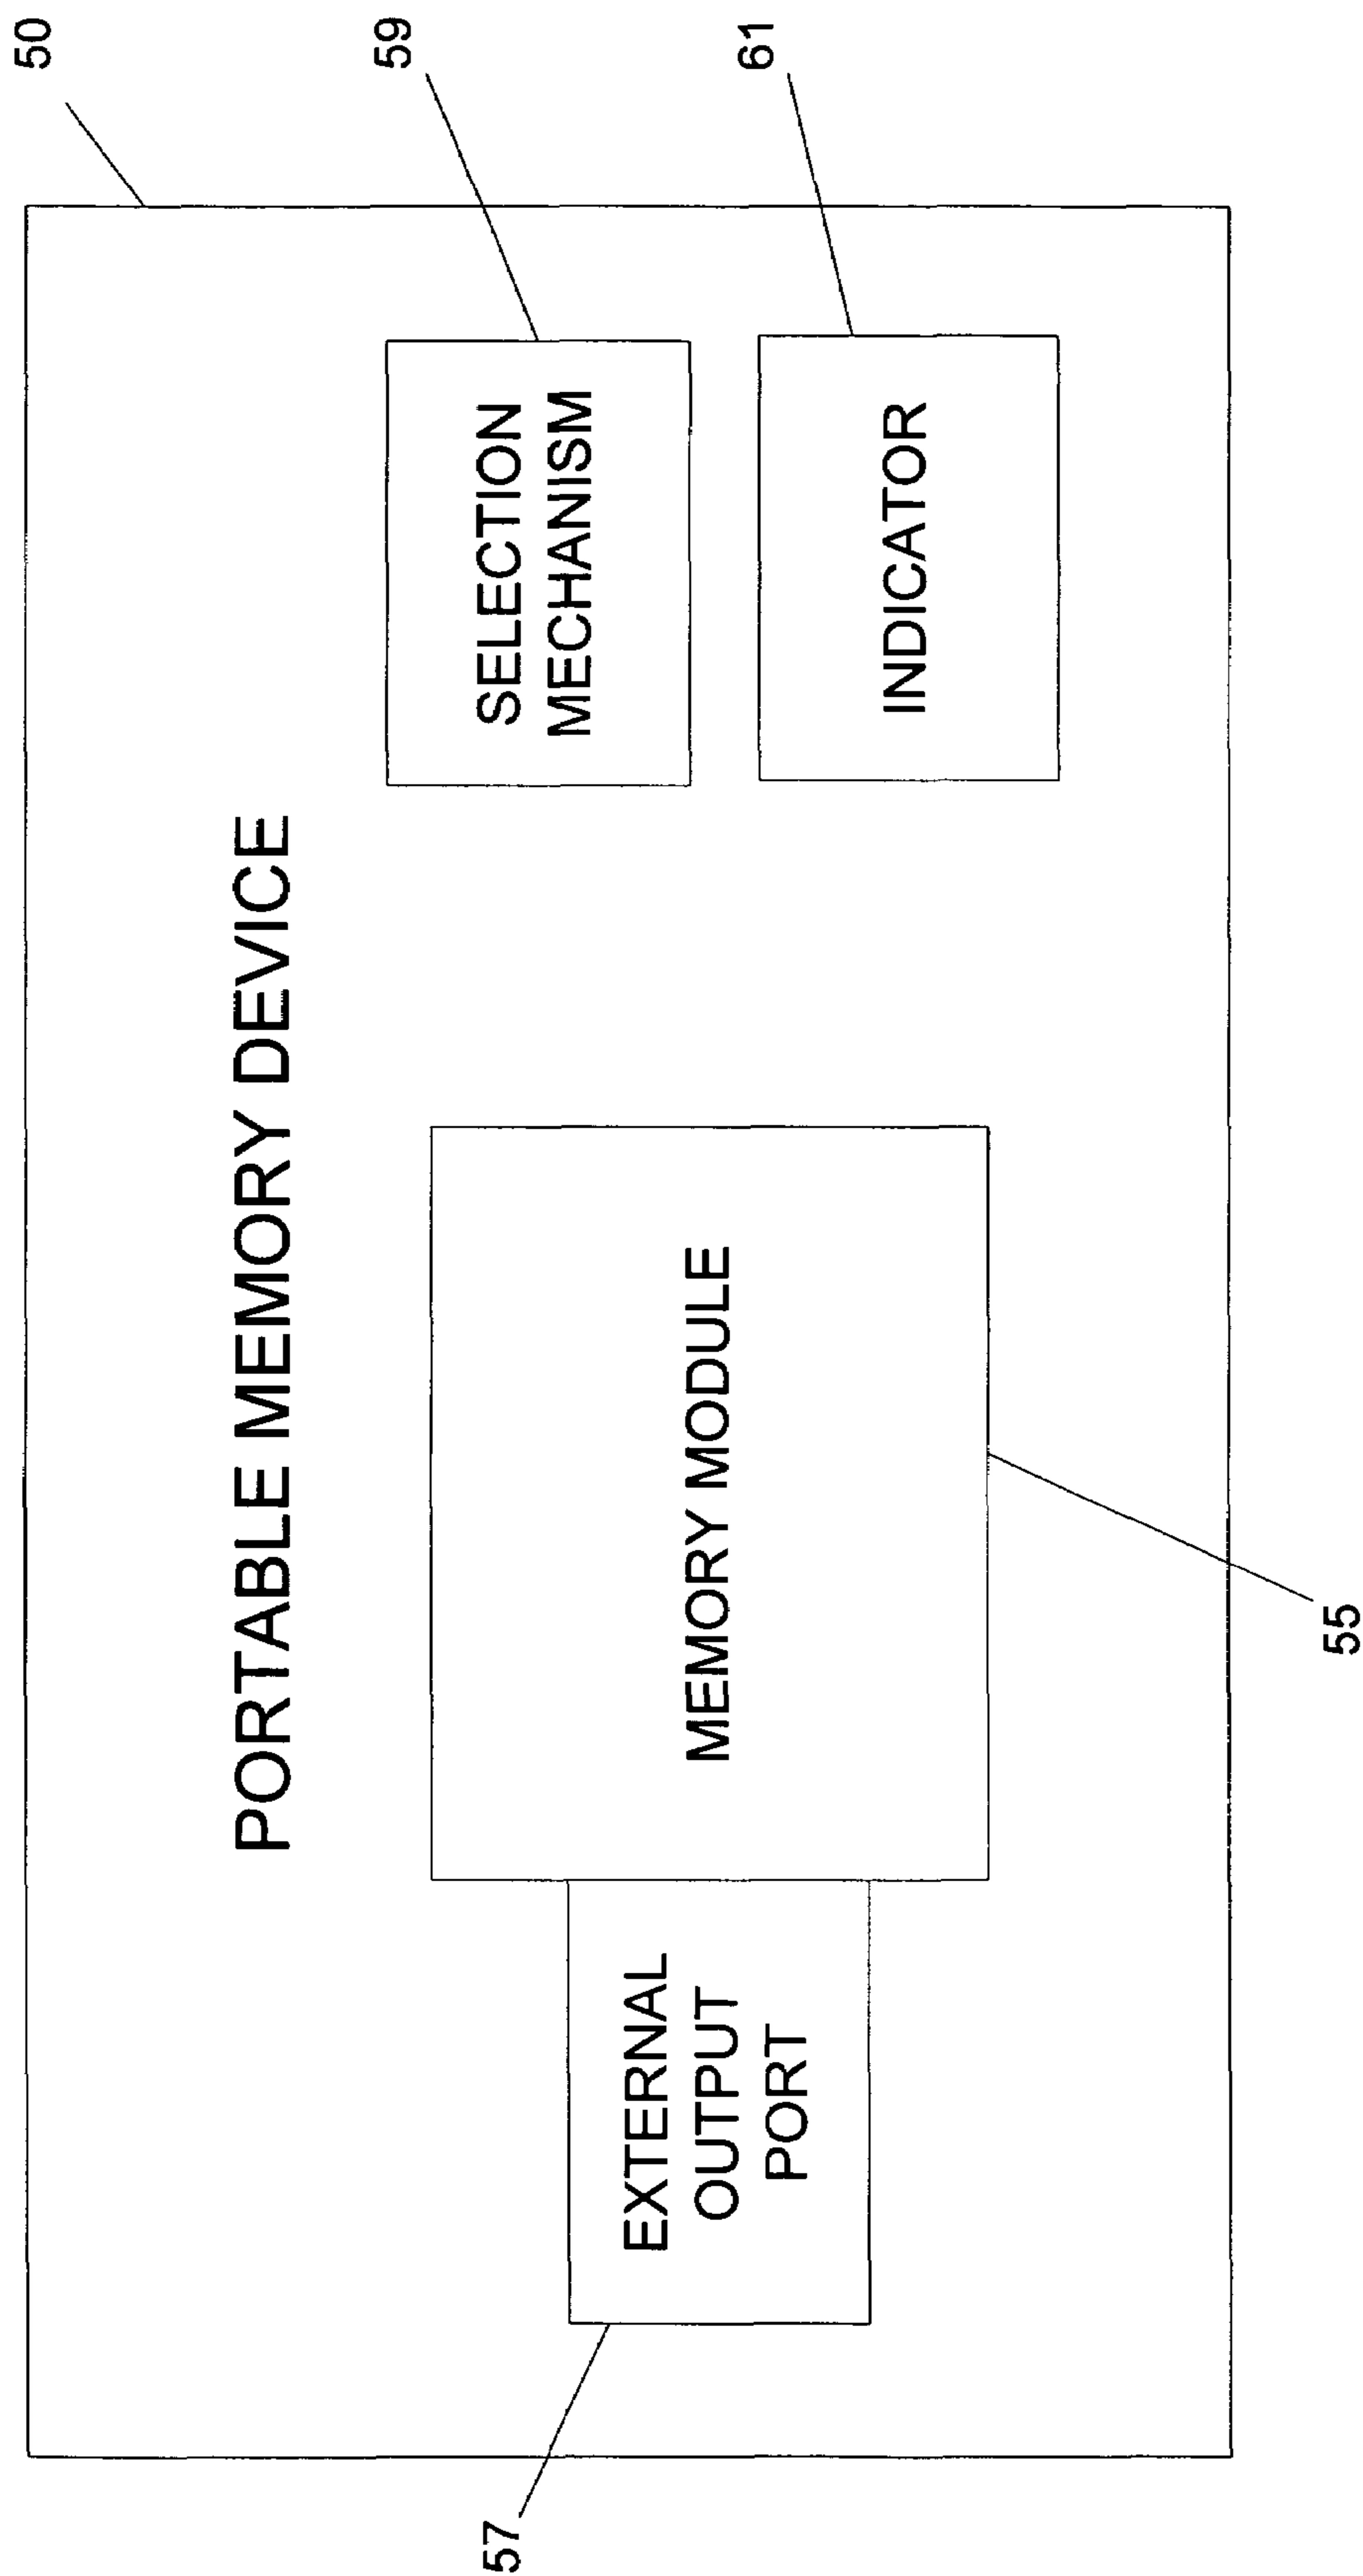 50
PORTABLE MEMORY DEVICE
59
SELECTION
MECHANISM
61
INDICATOR
MEMORY MODULE
55
EXTERNAL
OUTPUT
PORT
57